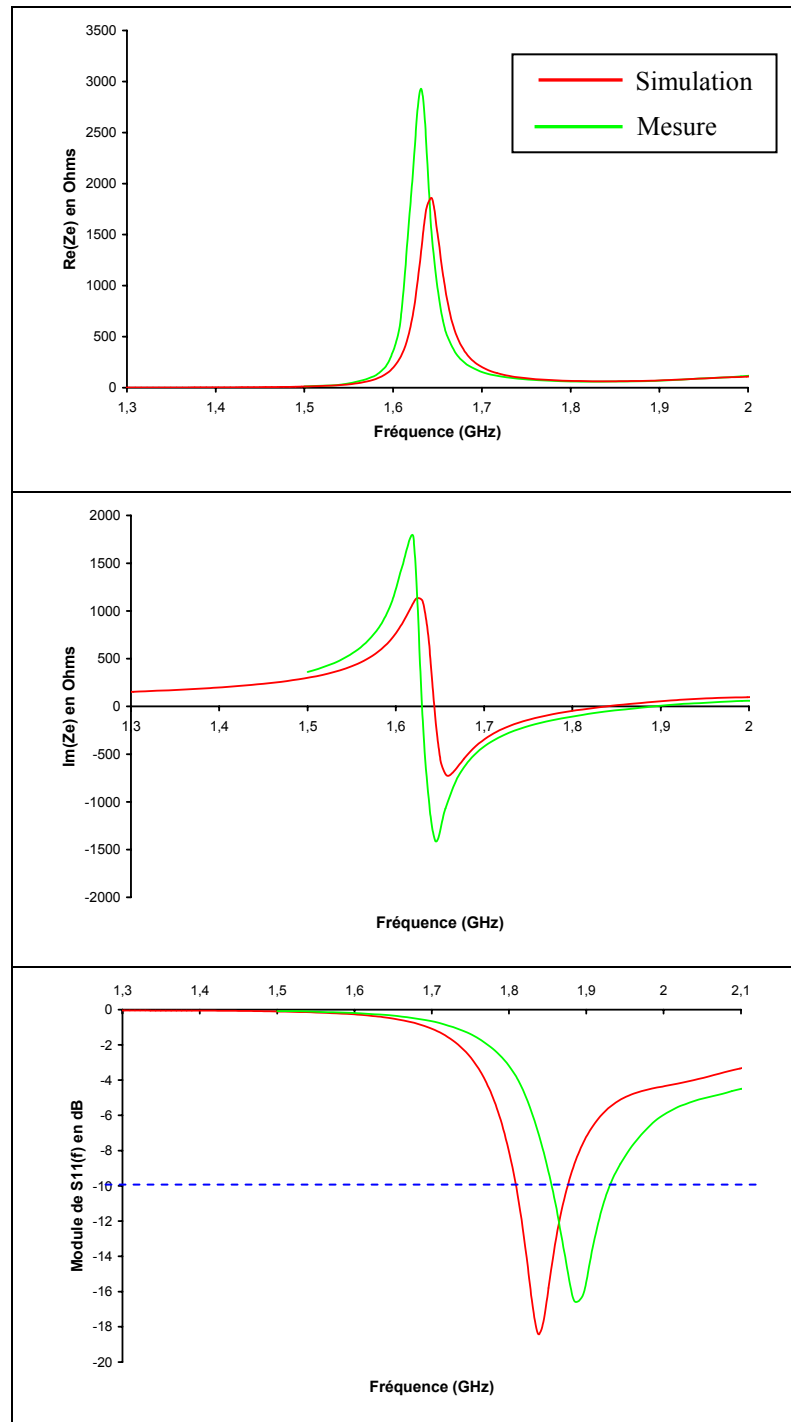 3500
3000
2500
2000
1500
1000
500
0
Re(Ze) en Ohms
Simulation
Mesure
1,3 1,4 1,5 1,6 1,7 1,8 1,9 2
Fréquence (GHz)
2000
1500
1000
500
0
-500
-1000
-1500
-2000
Im(Ze) en Ohms
1,3 1,4 1,5 1,6 1,7 1,8 1,9 2
Fréquence (GHz)
1,3 1,4 1,5 1,6 1,7 1,8 1,9 2 2,1
0
-2
-4
-6
-8
-10
-12
-14
-16
-18
-20
Module de S11(f) en dB
Fréquence (GHz)